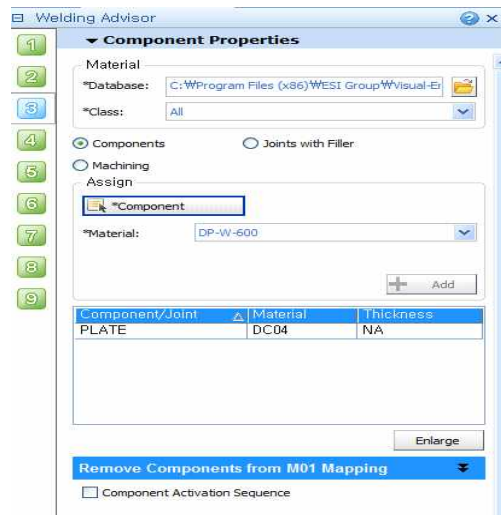 Welding Advisor
Component Properties
1
2
3
4
5
6
7
8
9
Material
*Database:
C:₩Program Files (x86)₩ESI Group₩Visual-Er
*Class:
All
Components
Joints with Filler
Machining
Assign
*Component
*Material:
DP-W-600
Add
Component/Joint Material Thickness
PLATE DC04 NA
Enlarge
Remove Components from M01 Mapping
Component Activation Sequence